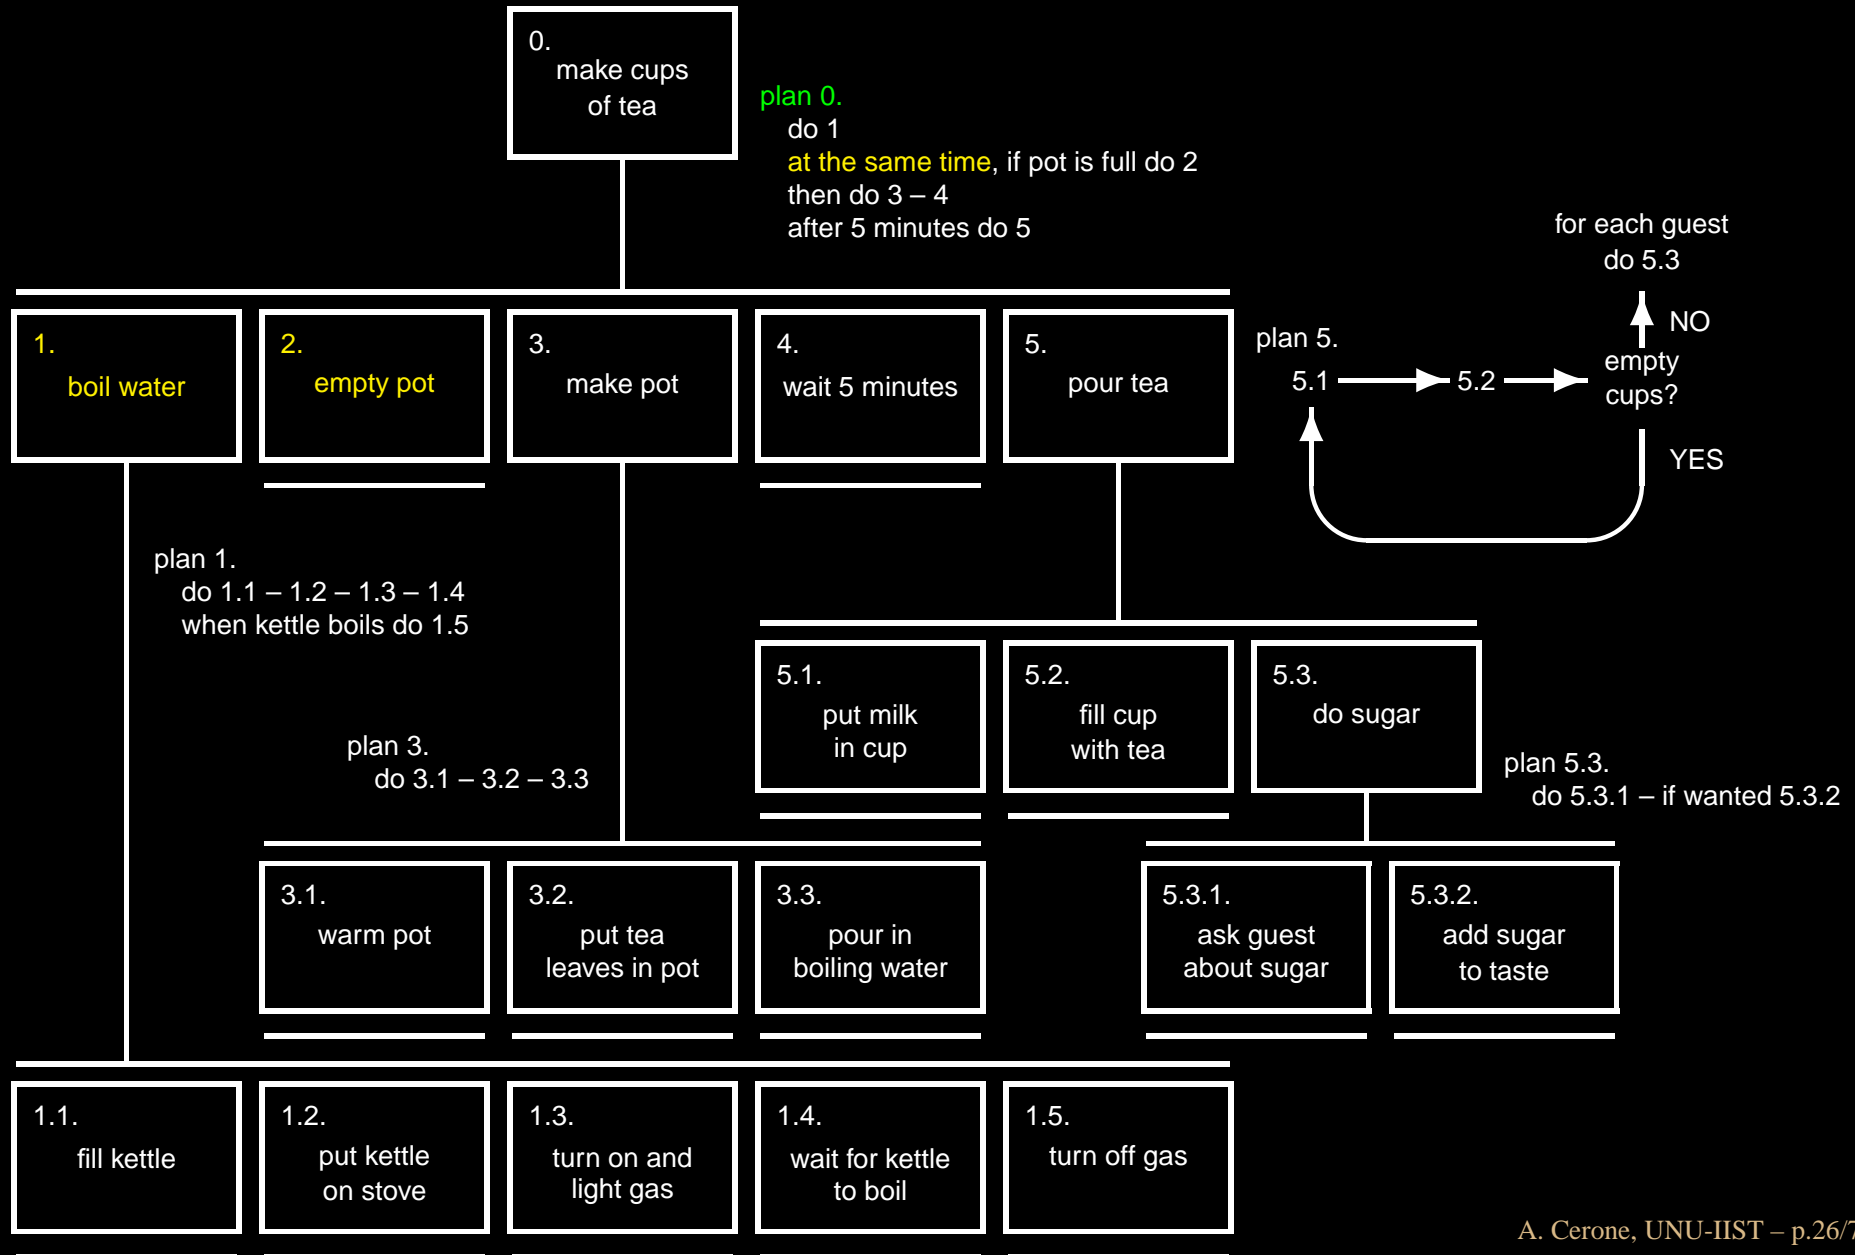 0.
make cups
of tea
plan 0.
do 1
at the same time, if pot is full do 2
then do 3 – 4
after 5 minutes do 5
for each guest
do 5.3
NO
empty
cups?
YES
plan 5.
5.1
5.2
1.
boil water
2.
empty pot
3.
make pot
4.
wait 5 minutes
5.
pour tea
plan 1.
do 1.1 – 1.2 – 1.3 – 1.4
when kettle boils do 1.5
plan 3.
do 3.1 – 3.2 – 3.3
5.1.
put milk
in cup
5.2.
fill cup
with tea
5.3.
do sugar
plan 5.3.
do 5.3.1 – if wanted 5.3.2
3.1.
warm pot
3.2.
put tea
leaves in pot
3.3.
pour in
boiling water
5.3.1.
ask guest
about sugar
5.3.2.
add sugar
to taste
1.1.
fill kettle
1.2.
put kettle
on stove
1.3.
turn on and
light gas
1.4.
wait for kettle
to boil
1.5.
turn off gas
A. Cerone, UNU-IIST – p.26/7